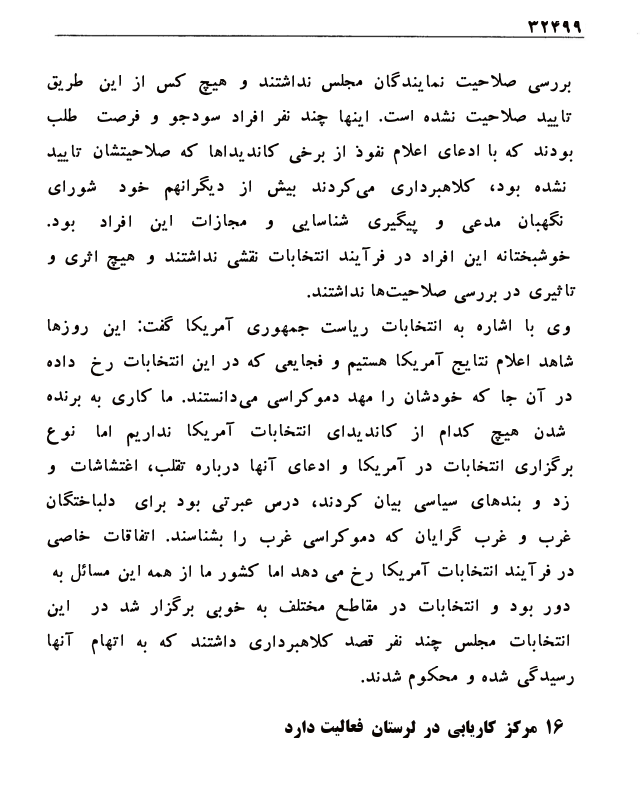 ۳۲۴۹۹
بررسی صلاحیت نمایندگان مجلس نداشتند و هیچ کس از این طریق
تایید صلاحیت نشده است. اینها چند نفر افراد سودجو و فرصت طلب
بودند که با ادعای اعلام نفوذ از برخی کاندیداها که صلاحیتشان تایید
نشده بود، کلاهبرداری می‌کردند بیش از دیگرانهم خود شورای
نگهبان مدعی و پیگیری شناسایی و مجازات این افراد بود.
خوشبختانه این افراد در فرآیند انتخابات نقشی نداشتند و هیچ اثری و
تاثیری در بررسی صلاحیت‌ها نداشتند.
وی با اشاره به انتخابات ریاست جمهوری آمریکا گفت: این روزها
شاهد اعلام نتایج آمریکا هستیم و فجایعی که در این انتخابات رخ داده
در آن جا که خودشان را مهد دموکراسی می‌دانستند. ما کاری به برنده
شدن هیچ کدام از کاندیدای انتخابات آمریکا نداریم اما نوع
برگزاری انتخابات در آمریکا و ادعای آنها درباره تقلب، اغتشاشات و
زد و بندهای سیاسی بیان کردند، درس عبرتی بود برای دلباختگان
غرب و غرب گرایان که دموکراسی غرب را بشناسند. اتفاقات خاصی
در فرآیند انتخابات آمریکا رخ می دهد اما کشور ما از همه این مسائل به
دور بود و انتخابات در مقاطع مختلف به خوبی برگزار شد در این
انتخابات مجلس چند نفر قصد کلاهبرداری داشتند که به اتهام آنها
رسیدگی شده و محکوم شدند.
۱۶ مرکز کاریابی در لرستان فعالیت دارد